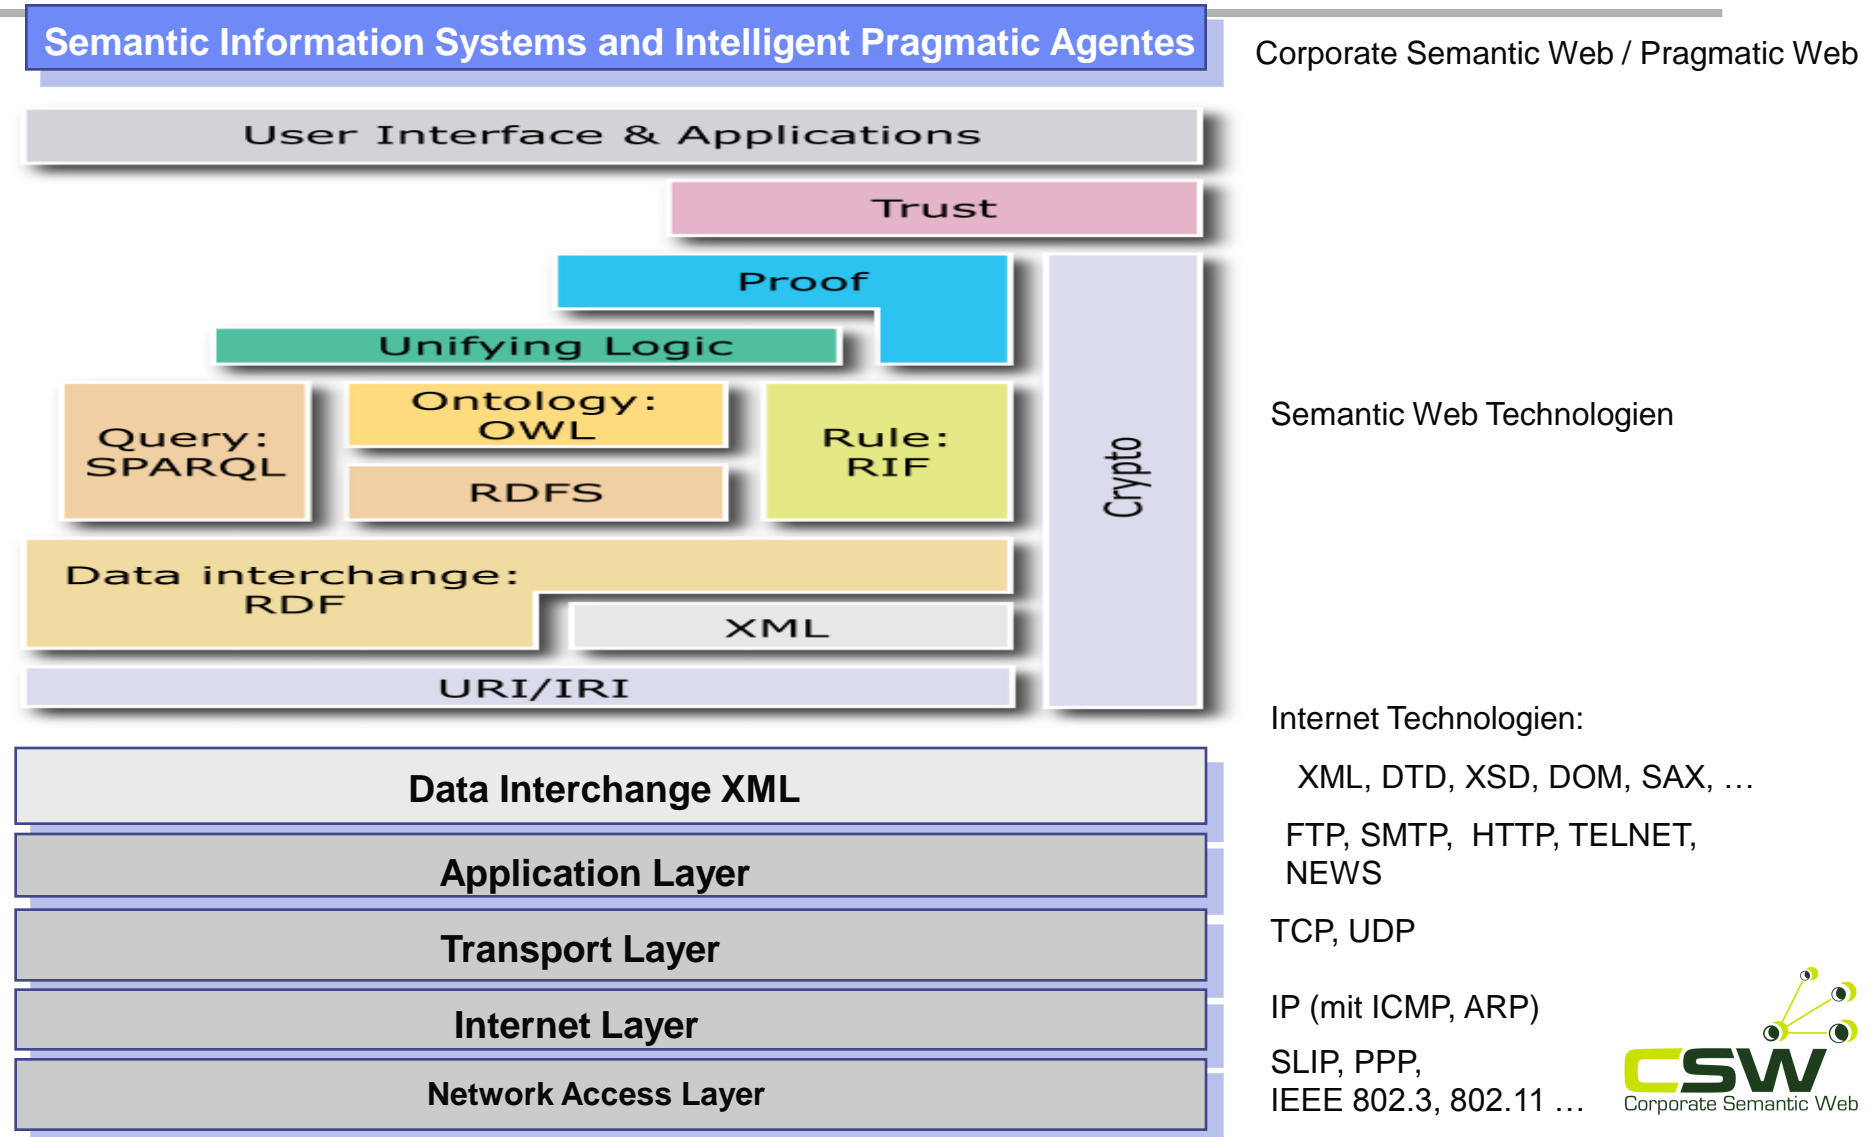 Semantic Information Systems and Intelligent Pragmatic Agentes
Corporate Semantic Web / Pragmatic Web
User Interface & Applications
Trust
Proof
Unifying Logic
Query:
SPARQL
Ontology:
OWL
RDFS
Rule:
RIF
Crypto
Semantic Web Technologien
Data interchange:
RDF
XML
URI/IRI
Internet Technologien:
Data Interchange XML
XML, DTD, XSD, DOM, SAX, …
Application Layer
FTP, SMTP, HTTP, TELNET,
NEWS
Transport Layer
TCP, UDP
Internet Layer
IP (mit ICMP, ARP)
Network Access Layer
SLIP, PPP,
IEEE 802.3, 802.11 …
CSW
Corporate Semantic Web